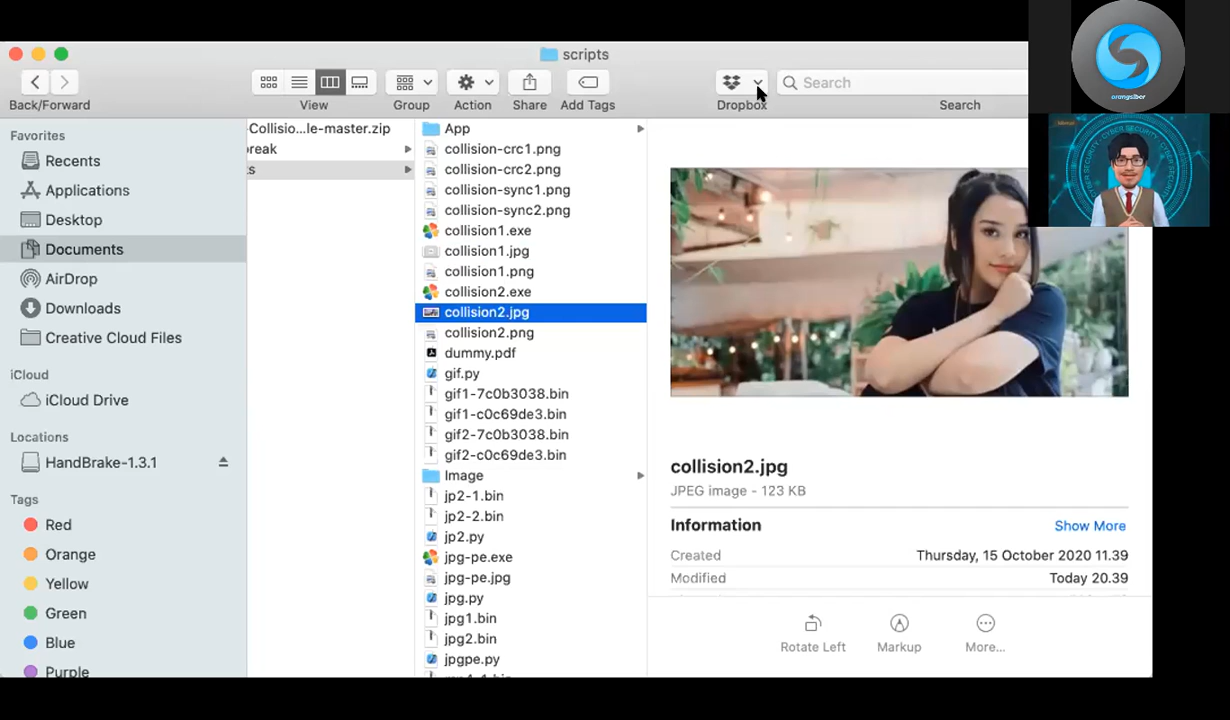 scripts
orangsiber
Search
Back/Forward
View
Group
Action
Share
Add Tags
Dropbox
Search
Favorites
Recents
Applications
Desktop
Documents
AirDrop
Downloads
Creative Cloud Files
iCloud
iCloud Drive
Locations
HandBrake-1.3.1
Tags
Red
Orange
Yellow
Green
Blue
Purple
-Collisio...le-master.zip
reak
s
App
collision-crc1.png
collision-crc2.png
collision-sync1.png
collision-sync2.png
collision1.exe
collision1.jpg
collision1.png
collision2.exe
collision2.jpg
collision2.png
dummy.pdf
gif.py
gif1-7c0b3038.bin
gif1-c0c69de3.bin
gif2-7c0b3038.bin
gif2-c0c69de3.bin
Image
jp2-1.bin
jp2-2.bin
jp2.py
jpg-pe.exe
jpg-pe.jpg
jpg.py
jpg1.bin
jpg2.bin
jpgpe.py
CYBER SECURITY
collision2.jpg
JPEG image - 123 KB
Information
Show More
Created Thursday, 15 October 2020 11.39
Modified Today 20.39
Rotate Left
Markup
More...